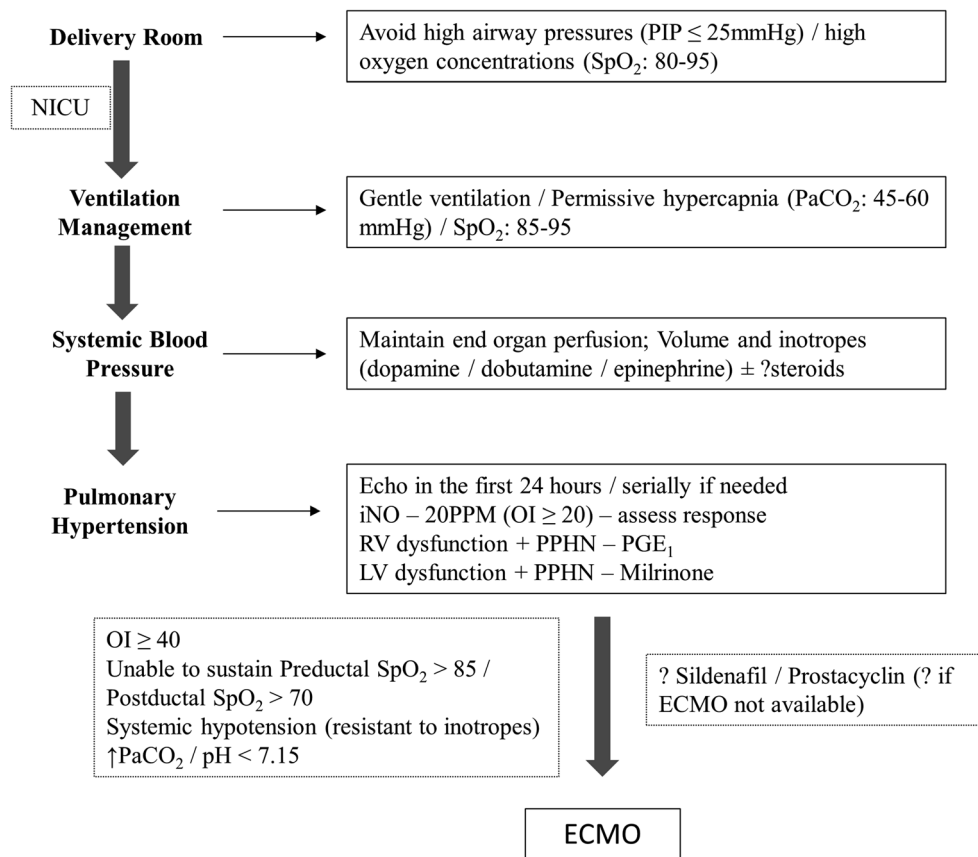 Delivery Room
Avoid high airway pressures (PIP ≤ 25mmHg) / high
oxygen concentrations (SpO₂: 80-95)
NICU
Ventilation
Management
Gentle ventilation / Permissive hypercapnia (PaCO₂: 45-60
mmHg) / SpO₂: 85-95
Systemic Blood
Pressure
Maintain end organ perfusion; Volume and inotropes
(dopamine / dobutamine / epinephrine) ± ?steroids
Pulmonary
Hypertension
Echo in the first 24 hours / serially if needed
iNO – 20PPM (OI ≥ 20) – assess response
RV dysfunction + PPHN – PGE₁
LV dysfunction + PPHN – Milrinone
OI ≥ 40
Unable to sustain Preductal SpO₂ > 85 /
Postductal SpO₂ > 70
Systemic hypotension (resistant to inotropes)
↑PaCO₂ / pH < 7.15
? Sildenafil / Prostacyclin (? if
ECMO not available)
ECMO